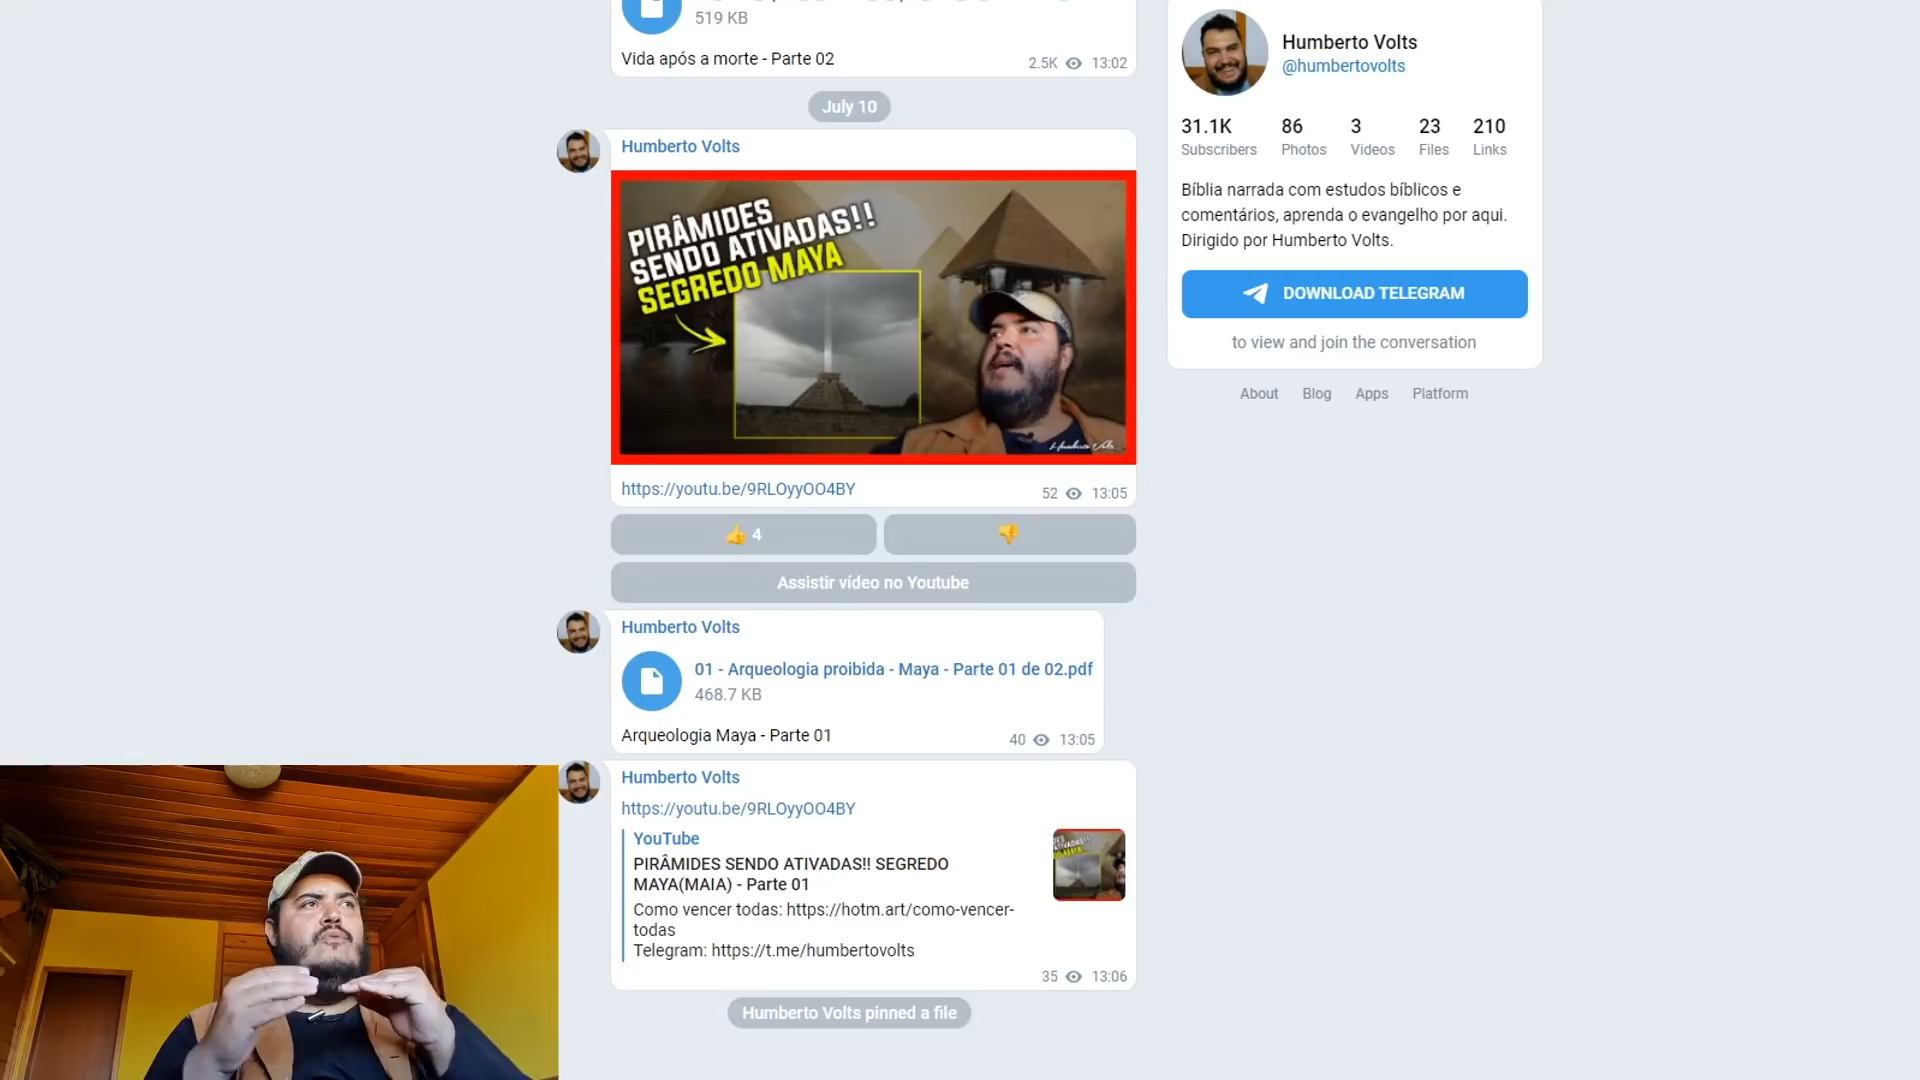 519 KB
Vida após a morte - Parte 02
2.5K 13:02
July 10
Humberto Volts
PIRÂMIDES
SENDO ATIVADAS!!
SEGREDO MAYA
Humberto Volts
https://youtu.be/9RLOyyOO4BY
52 13:05
4
Assistir vídeo no Youtube
Humberto Volts
01 - Arqueologia proibida - Maya - Parte 01 de 02.pdf
468.7 KB
Arqueologia Maya - Parte 01
40 13:05
Humberto Volts
https://youtu.be/9RLOyyOO4BY
YouTube
PIRÂMIDES SENDO ATIVADAS!! SEGREDO
MAYA(MAIA) - Parte 01
Como vencer todas: https://hotm.art/como-vencer-
todas
Telegram: https://t.me/humbertovolts
35 13:06
Humberto Volts pinned a file
Humberto Volts
@humbertovolts
31.1K 86 3 23 210
Subscribers Photos Videos Files Links
Bíblia narrada com estudos bíblicos e
comentários, aprenda o evangelho por aqui.
Dirigido por Humberto Volts.
DOWNLOAD TELEGRAM
to view and join the conversation
About Blog Apps Platform